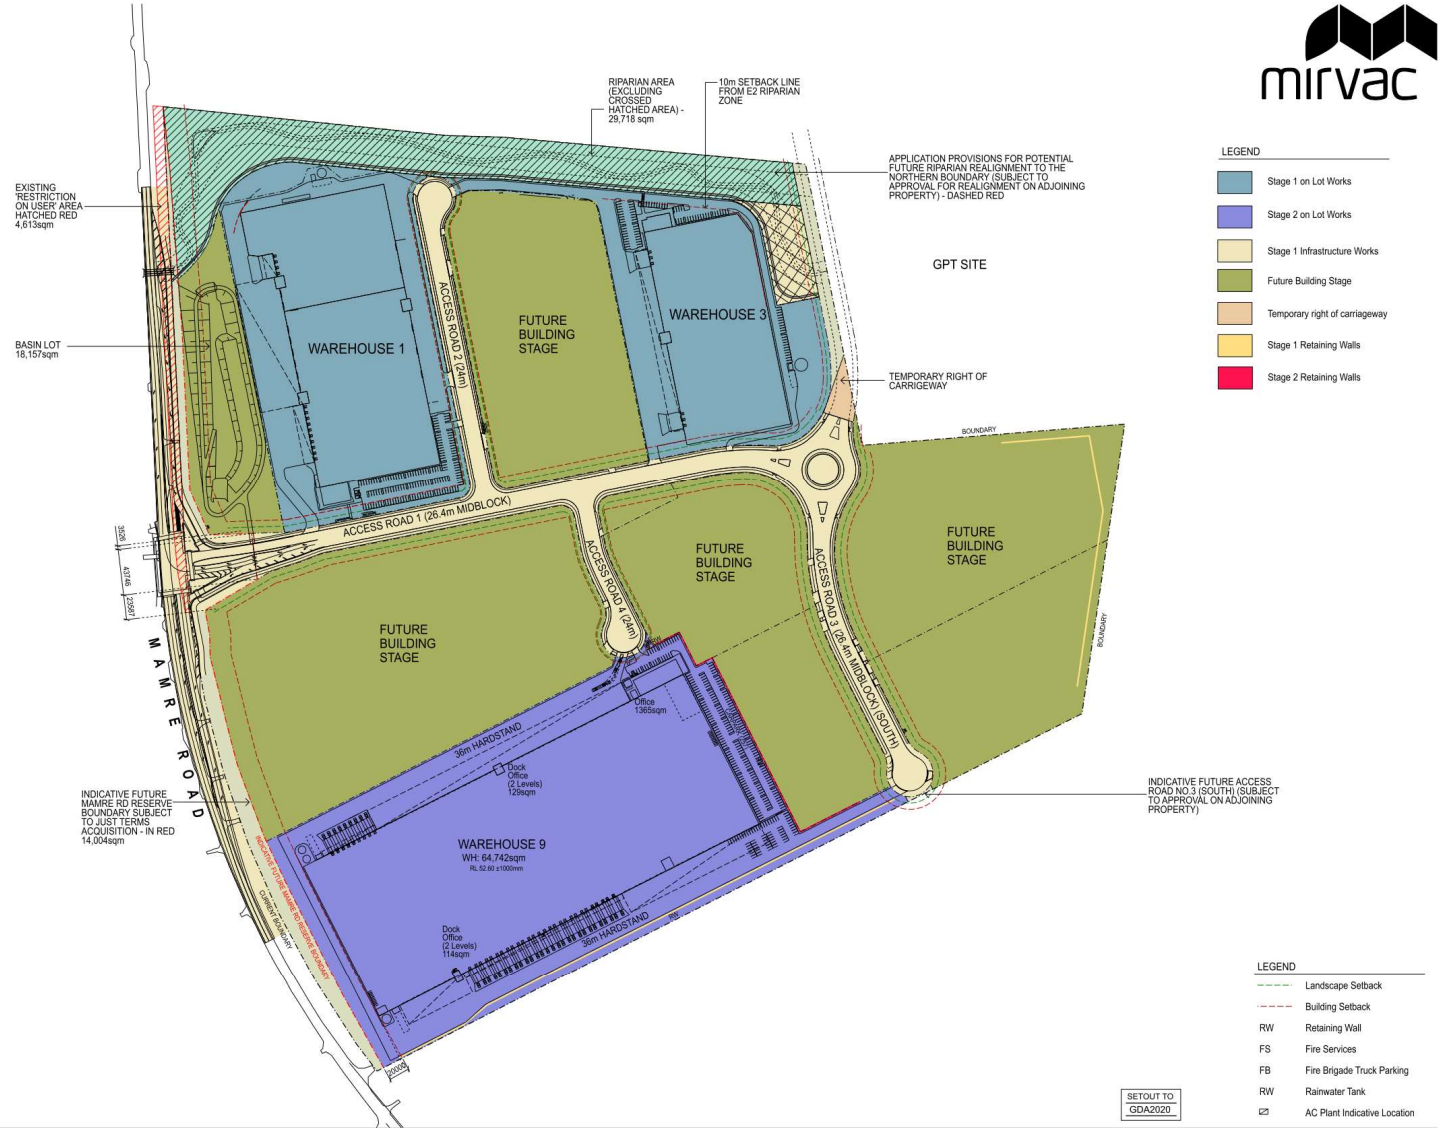 mirvac
RIPARIAN AREA
(EXCLUDING
CROSSED
HATCHED AREA) -
29,718 sqm
10m SETBACK LINE
FROM E2 RIPARIAN
ZONE
APPLICATION PROVISIONS FOR POTENTIAL
FUTURE RIPARIAN REALIGNMENT TO THE
NORTHERN BOUNDARY (SUBJECT TO
APPROVAL FOR REALIGNMENT ON ADJOINING
PROPERTY) - DASHED RED
EXISTING
'RESTRICTION
ON USER' AREA
HATCHED RED
4,613sqm
LEGEND
Stage 1 on Lot Works
Stage 2 on Lot Works
Stage 1 Infrastructure Works
Future Building Stage
Temporary right of carriageway
Stage 1 Retaining Walls
Stage 2 Retaining Walls
GPT SITE
WAREHOUSE 1
ACCESS ROAD 2 (24m)
FUTURE
BUILDING
STAGE
WAREHOUSE 3
BASIN LOT
18,157sqm
TEMPORARY RIGHT OF
CARRIGEWAY
BOUNDARY
ACCESS ROAD 1 (26.4m MIDBLOCK)
3526
43746
23587
MAMRE ROAD
FUTURE
BUILDING
STAGE
ACCESS ROAD 4 (24m)
FUTURE
BUILDING
STAGE
ACCESS ROAD 3 (26.4m MIDBLOCK) (SOUTH)
FUTURE
BUILDING
STAGE
BOUNDARY
Office
1365sqm
36m HARDSTAND
Dock
Office
(2 Levels)
129sqm
INDICATIVE FUTURE
MAMRE RD RESERVE
BOUNDARY SUBJECT
TO JUST TERMS
ACQUISITION - IN RED
14,004sqm
INDICATIVE FUTURE ACCESS
ROAD NO.3 (SOUTH) (SUBJECT
TO APPROVAL ON ADJOINING
PROPERTY)
WAREHOUSE 9
WH: 64,742sqm
RL 52.60 ±1000mm
INDICATIVE FUTURE MAMRE RD RESERVE BOUNDARY
CURRENT BOUNDARY
Dock
Office
(2 Levels)
114sqm
36m HARDSTAND
RW
20000
LEGEND
Landscape Setback
Building Setback
RW Retaining Wall
FS Fire Services
FB Fire Brigade Truck Parking
RW Rainwater Tank
AC Plant Indicative Location
SETOUT TO
GDA2020